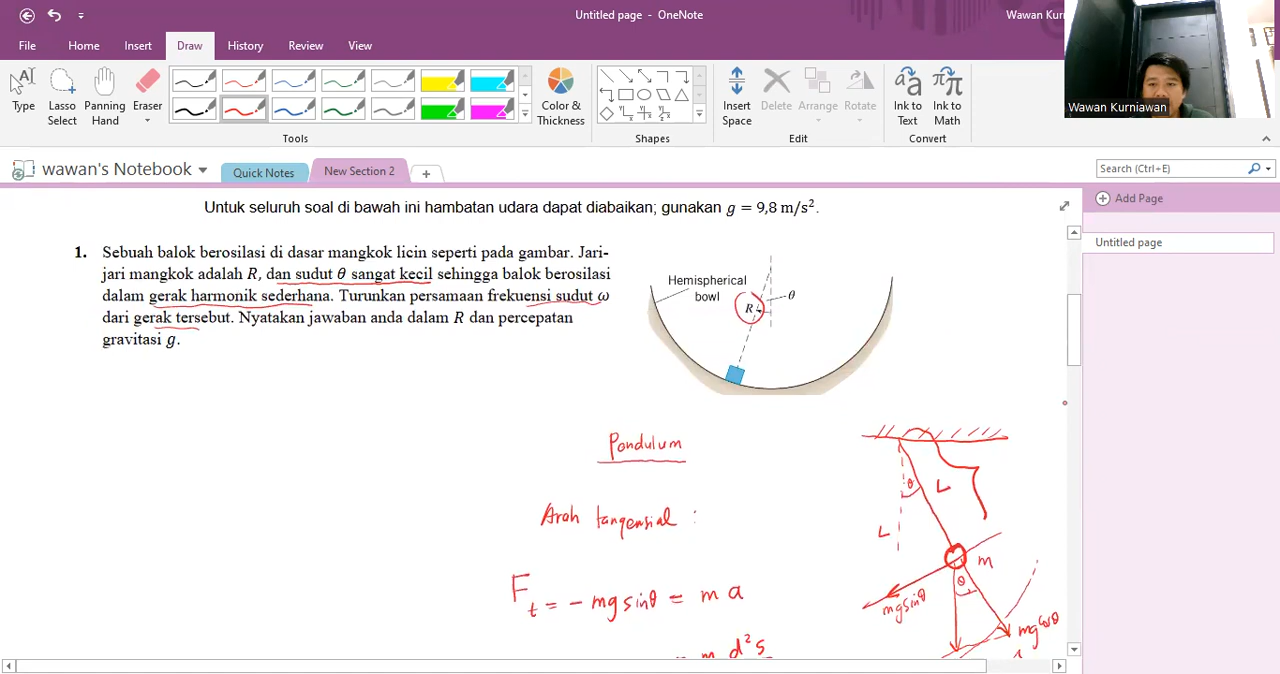 Untitled page - OneNote
Wawan Kur
File Home Insert Draw History Review View
Type
Lasso Select
Panning Hand
Eraser
Color & Thickness
Insert Space
Delete
Arrange
Rotate
Ink to Text
Ink to Math
Tools
Shapes
Edit
Convert
Wawan Kurniawan
wawan's Notebook
Quick Notes
New Section 2
Search (Ctrl+E)
Add Page
Untitled page
Untuk seluruh soal di bawah ini hambatan udara dapat diabaikan; gunakan g = 9,8 m/s².
1. Sebuah balok berosilasi di dasar mangkok licin seperti pada gambar. Jari-
jari mangkok adalah R, dan sudut θ sangat kecil sehingga balok berosilasi
dalam gerak harmonik sederhana. Turunkan persamaan frekuensi sudut ω
dari gerak tersebut. Nyatakan jawaban anda dalam R dan percepatan
gravitasi g.
Hemispherical
bowl
R
θ
Pendulum
Arah tangensial :
F t = - mg sinθ = m a
= m d²s
θ
L
L
m
θ
mg sinθ
mg cosθ